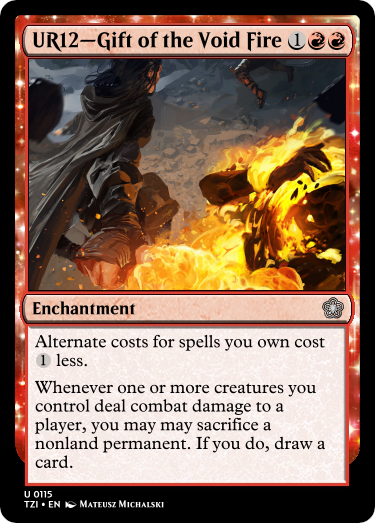 UR12—Gift of the Void Fire 1
Enchantment
Alternate costs for spells you own cost
1 less.
Whenever one or more creatures you
control deal combat damage to a
player, you may may sacrifice a
nonland permanent. If you do, draw a
card.
U 0115
TZI • EN Mateusz Michalski